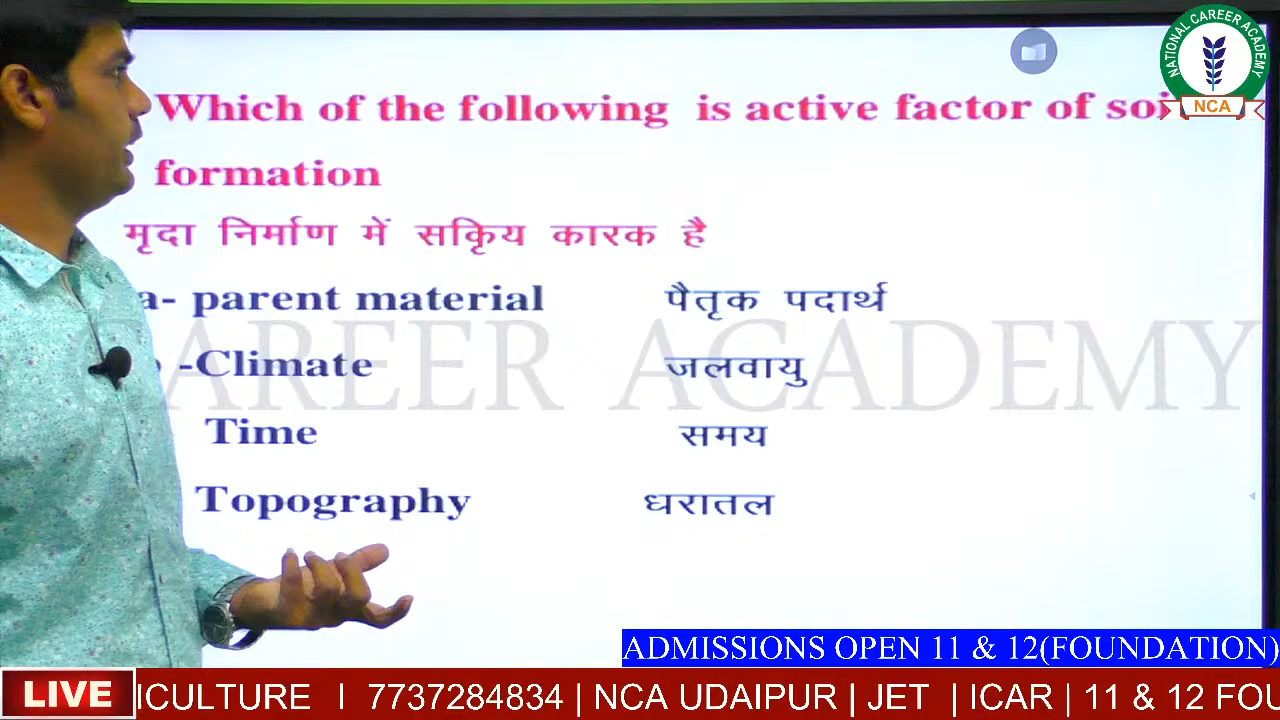 NATIONAL CAREER ACADEMY
NCA
Which of the following is active factor of soi
formation
मृदा निर्माण में सक्रिय कारक है
a- parent material पैतृक पदार्थ
-Climate जलवायु
CAREER ACADEMY
Time समय
Topography धरातल
ADMISSIONS OPEN 11 & 12(FOUNDATION)
LIVE ICULTURE I 7737284834 | NCA UDAIPUR | JET | ICAR | 11 & 12 FOU